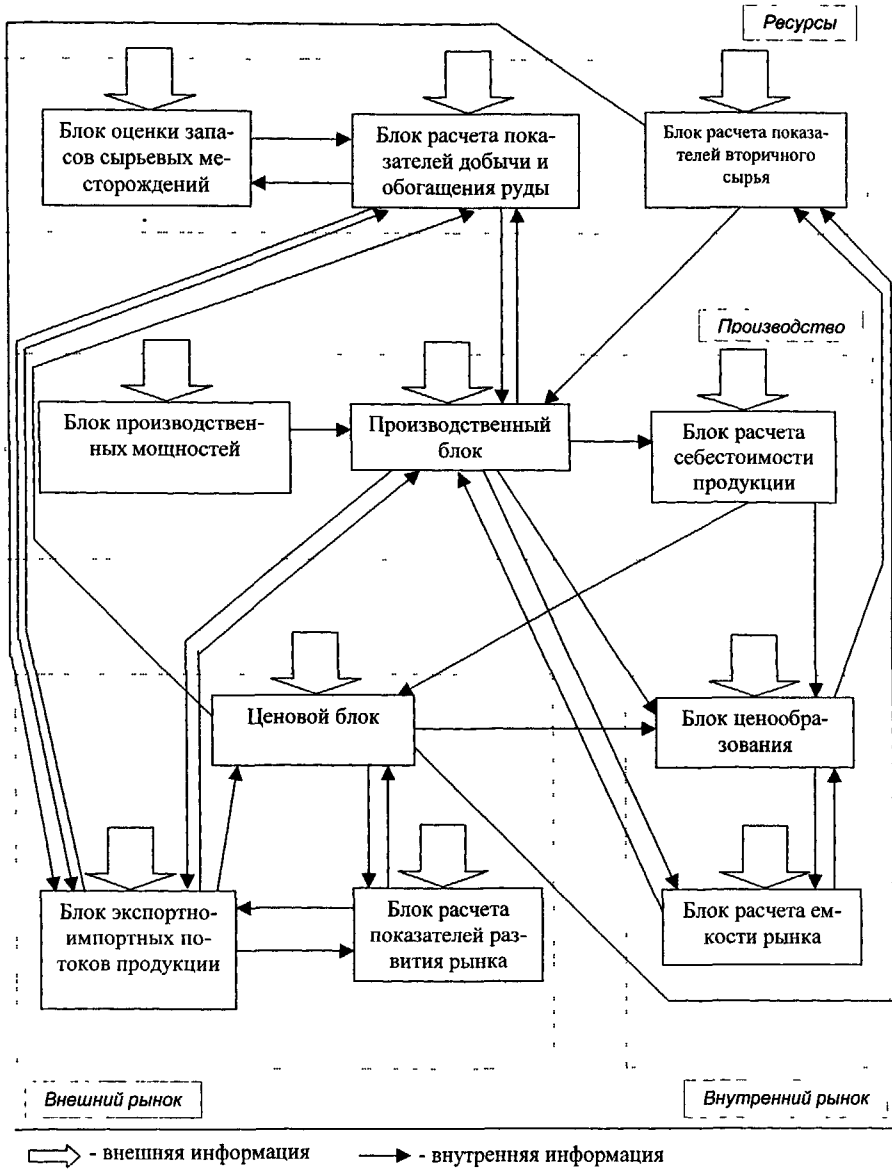 Ресурсы
Блок оценки запа-
сов сырьевых ме-
сторождений
Блок расчета пока-
зателей добычи и
обогащения руды
Блок расчета показа-
телей вторичного
сырья
Производство
Блок производствен-
ных мощностей
Производственный
блок
Блок расчета
себестоимости
продукции
Ценовой блок
Блок ценообра-
зования
Блок экспортно-
импортных по-
токов продукции
Блок расчета
показателей раз-
вития рынка
Блок расчета ем-
кости рынка
Внешний рынок
Внутренний рынок
- внешняя информация
- внутренняя информация